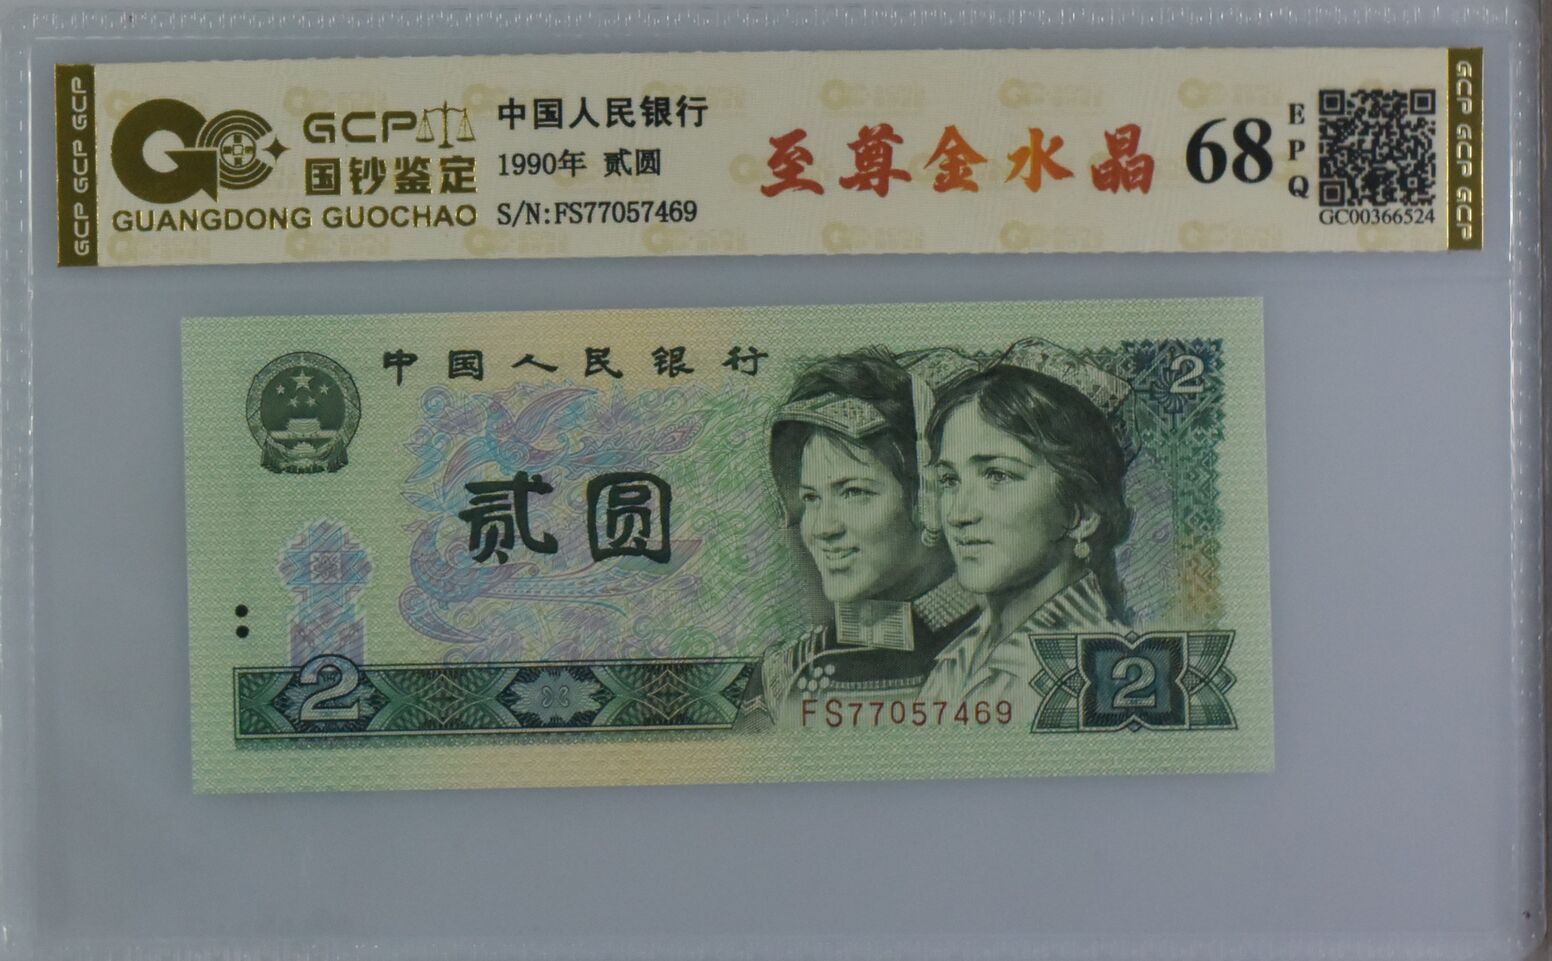 GCP GCP GCP
GCP
国钞鉴定
GUANGDONG GUOCHAO
中国人民银行
1990年 贰圆
S/N:FS77057469
至尊金水晶
68
EPQ
GC00366524
GCP GCP GCP
中国人民银行
2
贰圆
2
FS77057469
2